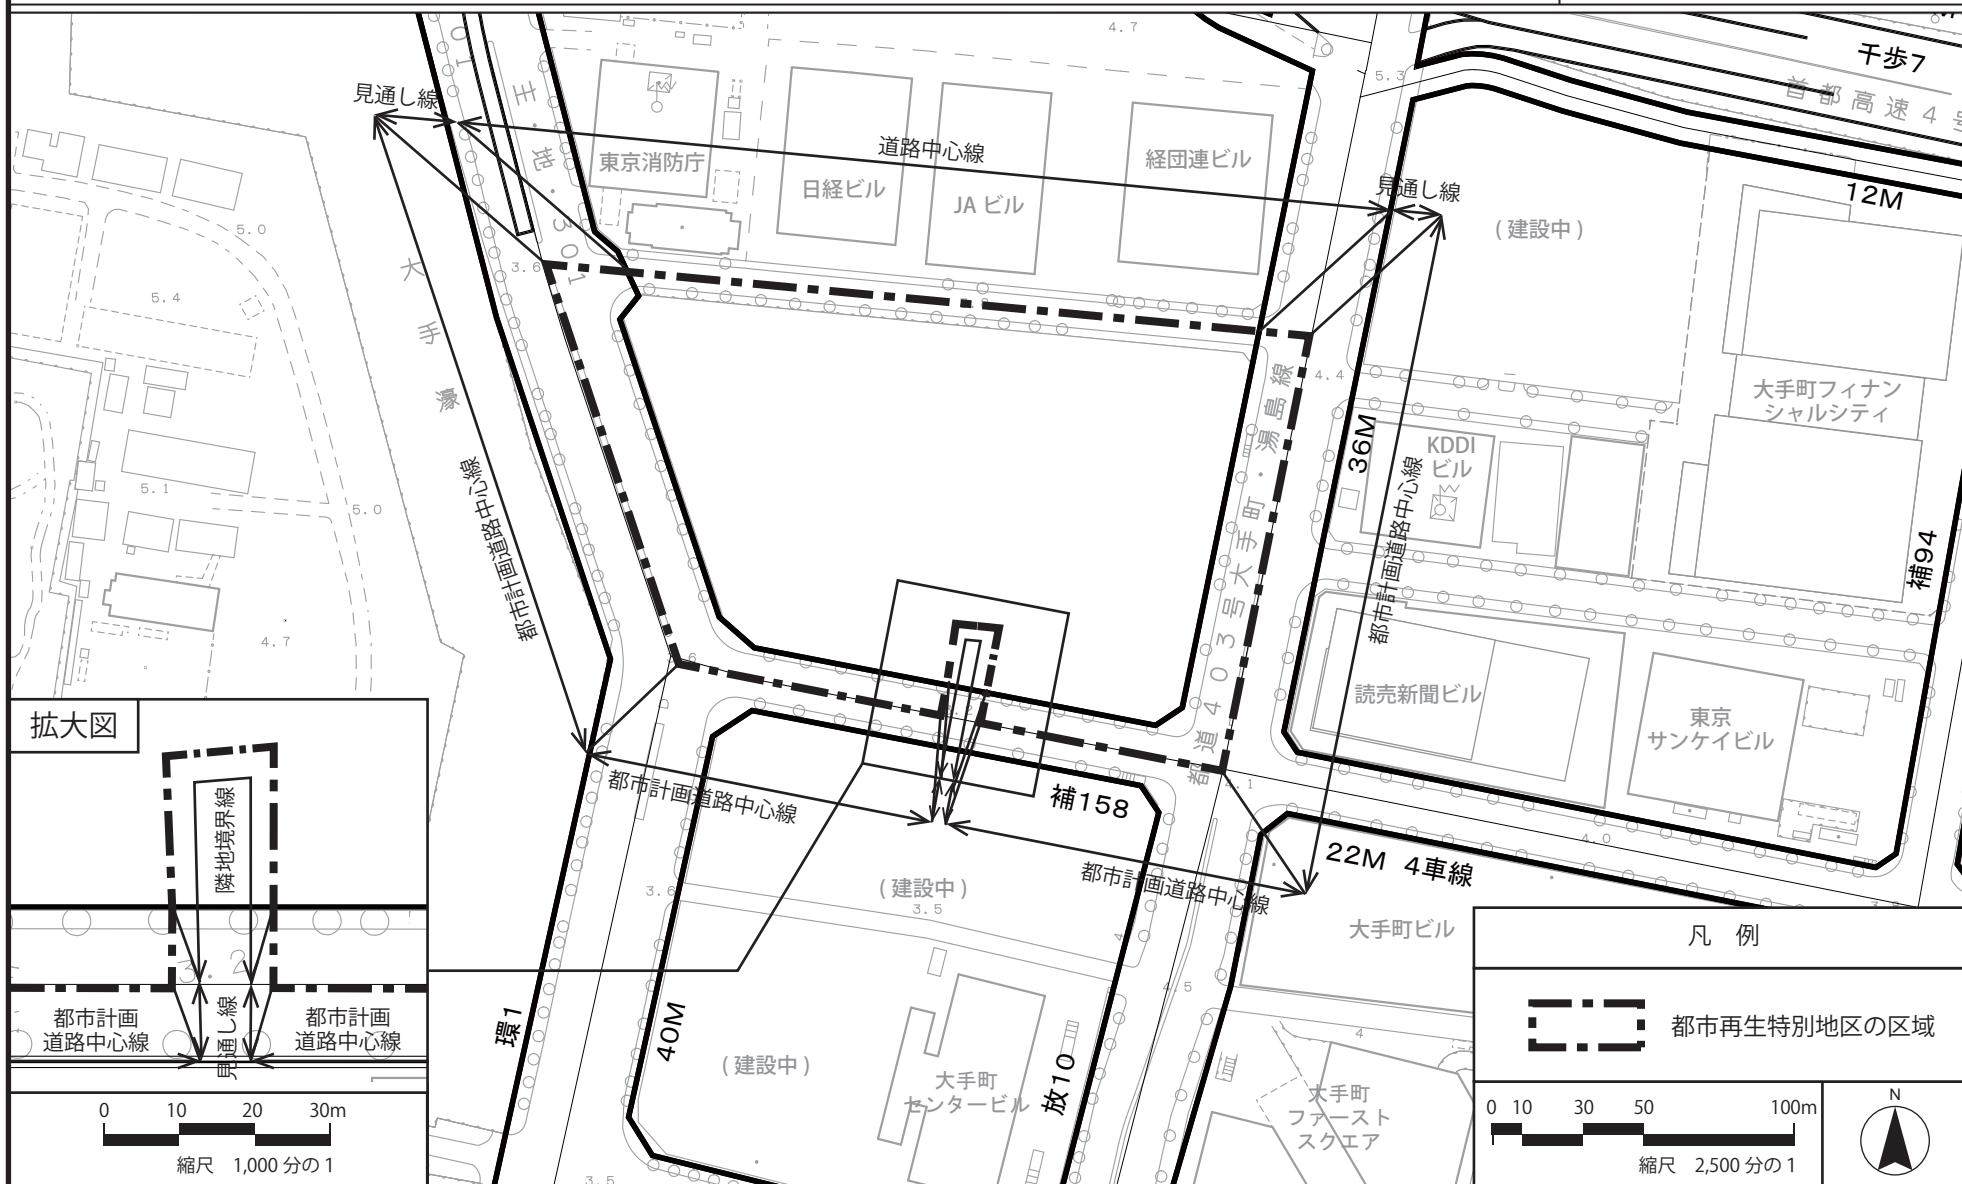 4.7
千歩7
5.3
首都高速4号
見通し線
主・地・301
道路中心線
経団連ビル
東京消防庁
見通し線
日経ビル
JA ビル
12M
(建設中)
5.0
大手濠
3.6
5.4
4.4
大手町フィナン
シャルシティ
都道403号大手町・湯島線
36M
KDDI
ビル
5.1
5.0
都市計画道路中心線
都市計画道路中心線
補94
4.7
読売新聞ビル
東京
サンケイビル
拡大図
都市計画道路中心線
補158
4.1
4.0
隣地境界線
22M 4車線
都市計画道路中心線
3.6
(建設中)
3.5
大手町ビル
凡 例
3.2
4.5
都市計画
道路中心線
見通し線
都市計画
道路中心線
環1
40M
4
都市再生特別地区の区域
(建設中)
大手町
センタービル
放10
大手町
ファースト
スクエア
0 10 20 30m
縮尺 1,000 分の 1
0 10 30 50 100m
縮尺 2,500 分の 1
N
3.5